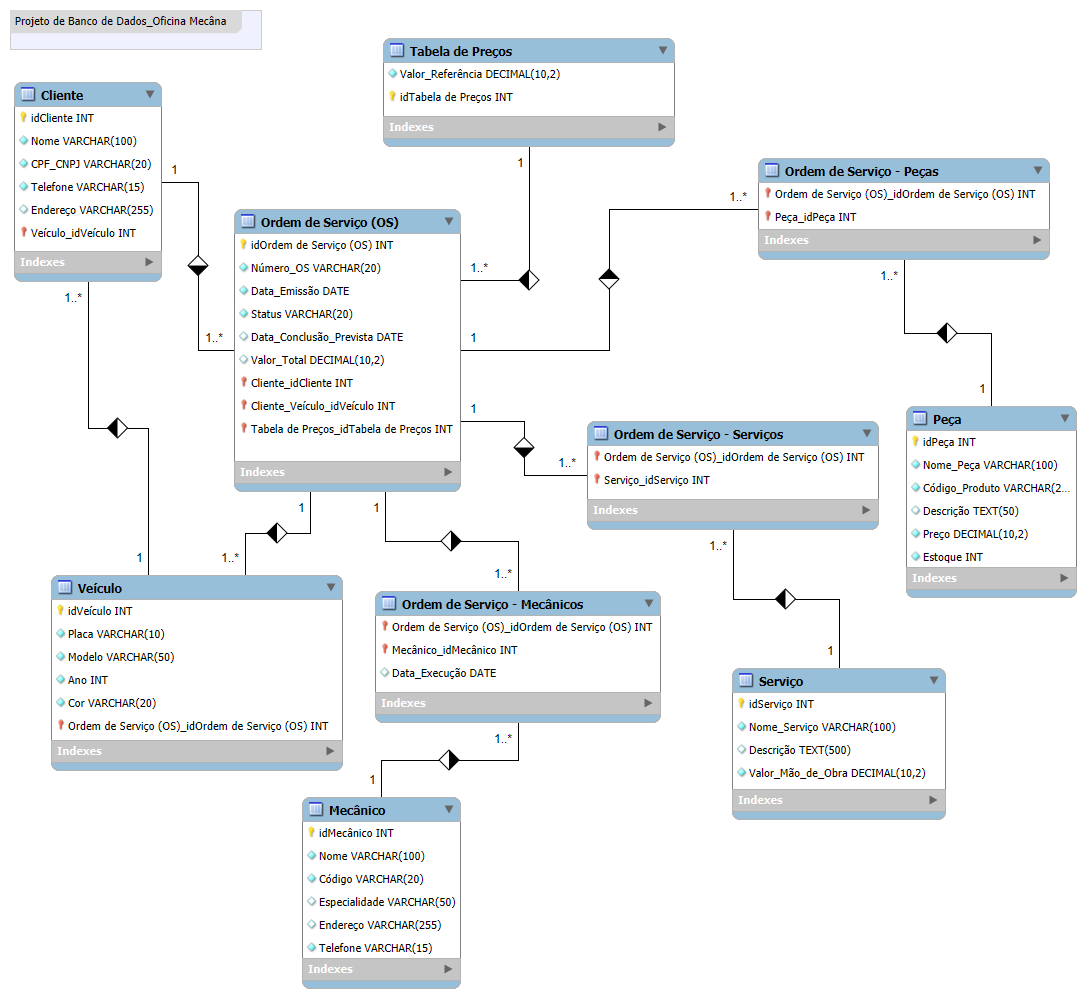 Projeto de Banco de Dados_Oficina Mecâna
Tabela de Preços
Valor_Referência DECIMAL(10,2)
idTabela de Preços INT
Indexes
Cliente
idCliente INT
Nome VARCHAR(100)
CPF_CNPJ VARCHAR(20)
Telefone VARCHAR(15)
Endereço VARCHAR(255)
Veículo_idVeículo INT
Indexes
Ordem de Serviço - Peças
Ordem de Serviço (OS)_idOrdem de Serviço (OS) INT
Peça_idPeça INT
Indexes
Ordem de Serviço (OS)
idOrdem de Serviço (OS) INT
Número_OS VARCHAR(20)
Data_Emissão DATE
Status VARCHAR(20)
Data_Conclusão_Prevista DATE
Valor_Total DECIMAL(10,2)
Cliente_idCliente INT
Cliente_Veículo_idVeículo INT
Tabela de Preços_idTabela de Preços INT
Indexes
1
1..*
1
1..*
1..*
1
1..*
1
1
1..*
1..*
1
1
1..*
1
1..*
1..*
1
1..*
1
Ordem de Serviço - Serviços
Ordem de Serviço (OS)_idOrdem de Serviço (OS) INT
Serviço_idServiço INT
Indexes
Peça
idPeça INT
Nome_Peça VARCHAR(100)
Código_Produto VARCHAR(2...
Descrição TEXT(50)
Preço DECIMAL(10,2)
Estoque INT
Indexes
Veículo
idVeículo INT
Placa VARCHAR(10)
Modelo VARCHAR(50)
Ano INT
Cor VARCHAR(20)
Ordem de Serviço (OS)_idOrdem de Serviço (OS) INT
Indexes
Ordem de Serviço - Mecânicos
Ordem de Serviço (OS)_idOrdem de Serviço (OS) INT
Mecânico_idMecânico INT
Data_Execução DATE
Indexes
Serviço
idServiço INT
Nome_Serviço VARCHAR(100)
Descrição TEXT(500)
Valor_Mão_de_Obra DECIMAL(10,2)
Indexes
Mecânico
idMecânico INT
Nome VARCHAR(100)
Código VARCHAR(20)
Especialidade VARCHAR(50)
Endereço VARCHAR(255)
Telefone VARCHAR(15)
Indexes